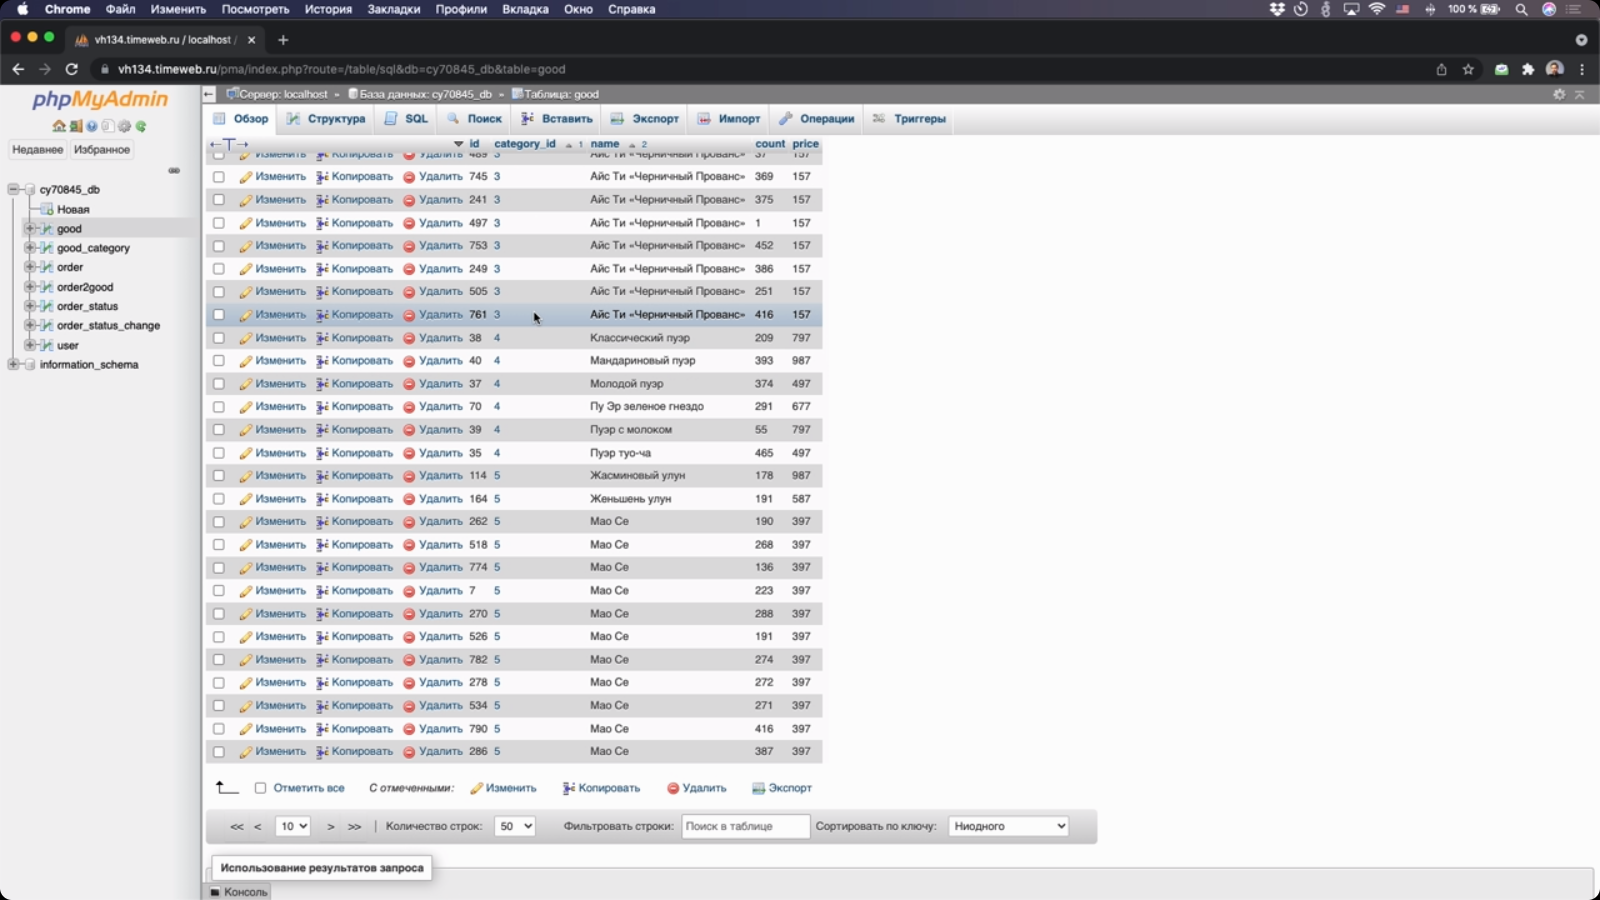 Chrome Файл Изменить Посмотреть История Закладки Профили Вкладка Окно Справка 100 %
vh134.timeweb.ru / localhost /
vh134.timeweb.ru/pma/index.php?route=/table/sql&db=cy70845_db&table=good
phpMyAdmin
Недавнее Избранное
cy70845_db
Новая
good
good_category
order
order2good
order_status
order_status_change
user
information_schema
Сервер: localhost » База данных: cy70845_db » Таблица: good
Обзор Структура SQL Поиск Вставить Экспорт Импорт Операции Триггеры
id category_id 1 name 2 count price
Изменить Копировать Удалить 489 3 Айс Ти «Черничный Прованс» 37 157
Изменить Копировать Удалить 745 3 Айс Ти «Черничный Прованс» 369 157
Изменить Копировать Удалить 241 3 Айс Ти «Черничный Прованс» 375 157
Изменить Копировать Удалить 497 3 Айс Ти «Черничный Прованс» 1 157
Изменить Копировать Удалить 753 3 Айс Ти «Черничный Прованс» 452 157
Изменить Копировать Удалить 249 3 Айс Ти «Черничный Прованс» 386 157
Изменить Копировать Удалить 505 3 Айс Ти «Черничный Прованс» 251 157
Изменить Копировать Удалить 761 3 Айс Ти «Черничный Прованс» 416 157
Изменить Копировать Удалить 38 4 Классический пуэр 209 797
Изменить Копировать Удалить 40 4 Мандариновый пуэр 393 987
Изменить Копировать Удалить 37 4 Молодой пуэр 374 497
Изменить Копировать Удалить 70 4 Пу Эр зеленое гнездо 291 677
Изменить Копировать Удалить 39 4 Пуэр с молоком 55 797
Изменить Копировать Удалить 35 4 Пуэр туо-ча 465 497
Изменить Копировать Удалить 114 5 Жасминовый улун 178 987
Изменить Копировать Удалить 164 5 Женьшень улун 191 587
Изменить Копировать Удалить 262 5 Мао Се 190 397
Изменить Копировать Удалить 518 5 Мао Се 268 397
Изменить Копировать Удалить 774 5 Мао Се 136 397
Изменить Копировать Удалить 7 5 Мао Се 223 397
Изменить Копировать Удалить 270 5 Мао Се 288 397
Изменить Копировать Удалить 526 5 Мао Се 191 397
Изменить Копировать Удалить 782 5 Мао Се 274 397
Изменить Копировать Удалить 278 5 Мао Се 272 397
Изменить Копировать Удалить 534 5 Мао Се 271 397
Изменить Копировать Удалить 790 5 Мао Се 416 397
Изменить Копировать Удалить 286 5 Мао Се 387 397
Отметить все С отмеченными: Изменить Копировать Удалить Экспорт
<< < 10 > >> | Количество строк: 50 Фильтровать строки: Поиск в таблице Сортировать по ключу: Ниодного
Использование результатов запроса
Консоль